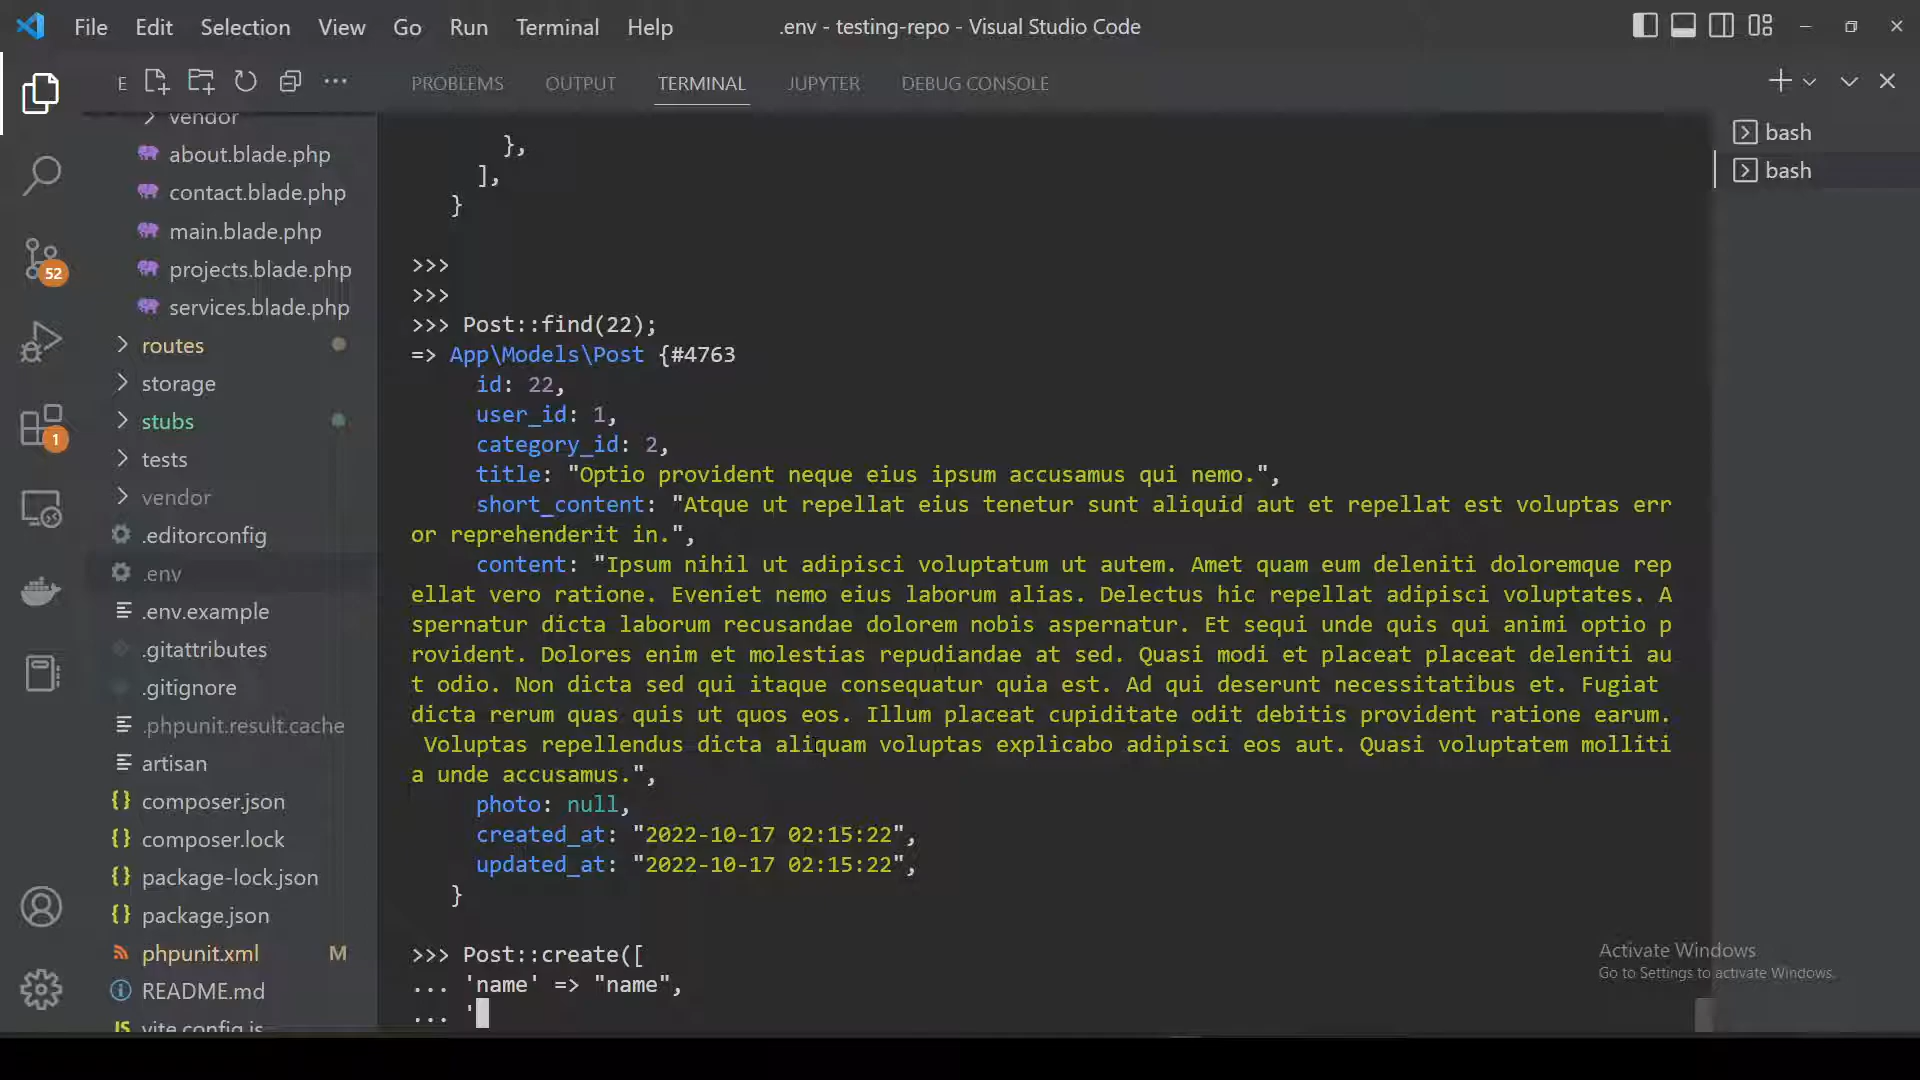 File Edit Selection View Go Run Terminal Help .env - testing-repo - Visual Studio Code
E PROBLEMS OUTPUT TERMINAL JUPYTER DEBUG CONSOLE
vendor
about.blade.php
contact.blade.php
main.blade.php
projects.blade.php
services.blade.php
routes
storage
stubs
tests
vendor
.editorconfig
.env
.env.example
.gitattributes
.gitignore
.phpunit.result.cache
artisan
composer.json
composer.lock
package-lock.json
package.json
phpunit.xml M
README.md
vite.config.js
52
1
},
],
}
>>>
>>>
>>> Post::find(22);
=> App\Models\Post {#4763
id: 22,
user_id: 1,
category_id: 2,
title: "Optio provident neque eius ipsum accusamus qui nemo.",
short_content: "Atque ut repellat eius tenetur sunt aliquid aut et repellat est voluptas err
or reprehenderit in.",
content: "Ipsum nihil ut adipisci voluptatum ut autem. Amet quam eum deleniti doloremque rep
ellat vero ratione. Eveniet nemo eius laborum alias. Delectus hic repellat adipisci voluptates. A
spernatur dicta laborum recusandae dolorem nobis aspernatur. Et sequi unde quis qui animi optio p
rovident. Dolores enim et molestias repudiandae at sed. Quasi modi et placeat placeat deleniti au
t odio. Non dicta sed qui itaque consequatur quia est. Ad qui deserunt necessitatibus et. Fugiat
dicta rerum quas quis ut quos eos. Illum placeat cupiditate odit debitis provident ratione earum.
Voluptas repellendus dicta aliquam voluptas explicabo adipisci eos aut. Quasi voluptatem molliti
a unde accusamus.",
photo: null,
created_at: "2022-10-17 02:15:22",
updated_at: "2022-10-17 02:15:22",
}
>>> Post::create([
... 'name' => "name",
... '
bash
bash
Activate Windows
Go to Settings to activate Windows.